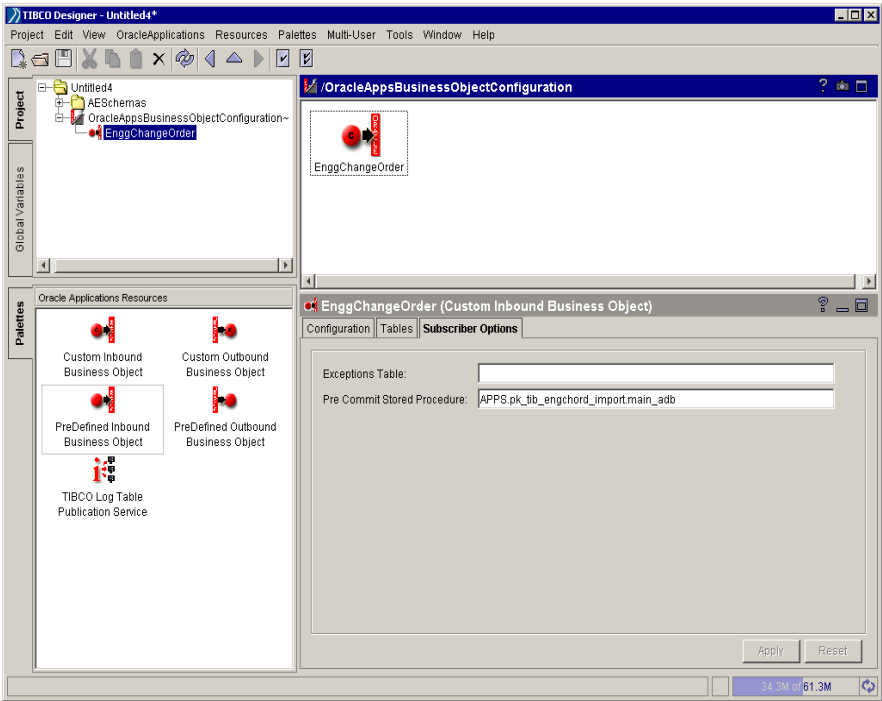 TIBCO Designer - Untitled4*
Project Edit View OracleApplications Resources Palettes Multi-User Tools Window Help
Project
Global Variables
Untitled4
AESchemas
OracleAppsBusinessObjectConfiguration~
EnggChangeOrder
/OracleAppsBusinessObjectConfiguration
EnggChangeOrder
Palettes
Oracle Applications Resources
Custom Inbound
Business Object
Custom Outbound
Business Object
PreDefined Inbound
Business Object
PreDefined Outbound
Business Object
TIBCO Log Table
Publication Service
EnggChangeOrder (Custom Inbound Business Object)
Configuration Tables Subscriber Options
Exceptions Table:
Pre Commit Stored Procedure: APPS.pk_tib_engchord_import.main_adb
Apply Reset
34.3M of 61.3M